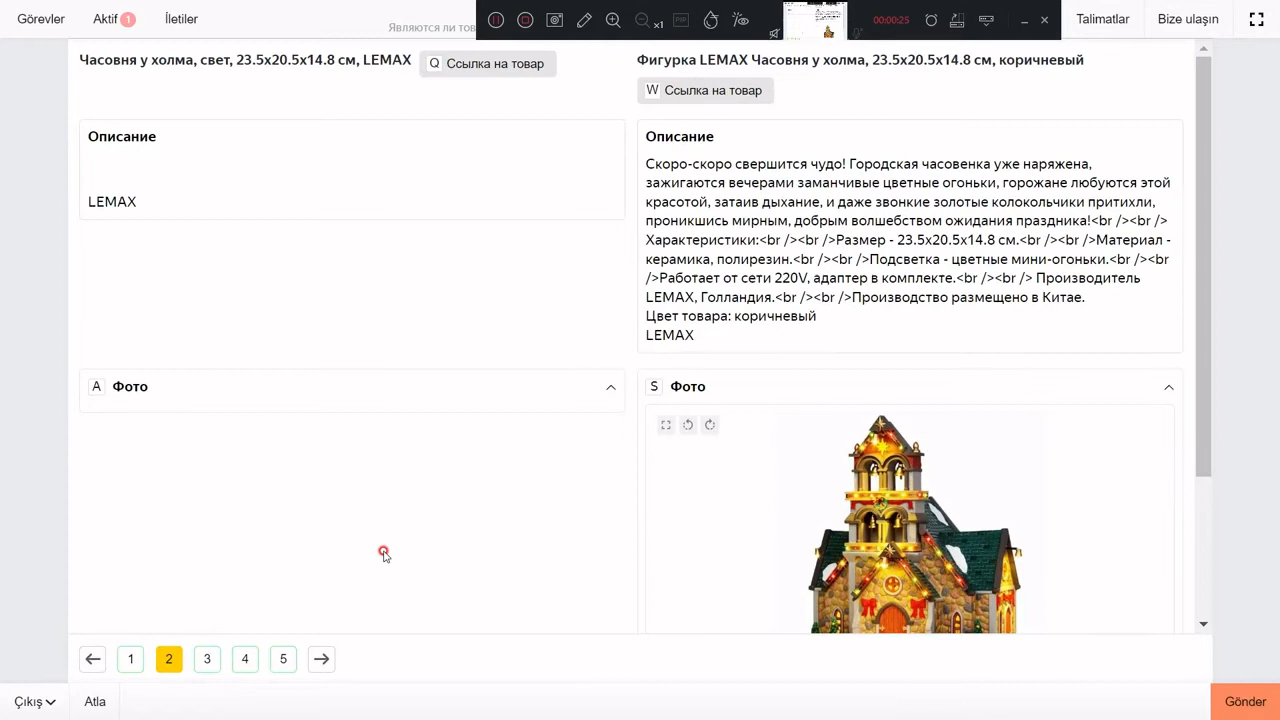 Görevler
Aktif 1
İletiler
Являются ли тов
x1
PIP
00:00:25
Talimatlar
Bize ulaşın
Часовня у холма, свет, 23.5x20.5x14.8 см, LEMAX
Q Ссылка на товар
Описание
LEMAX
A Фото
Фигурка LEMAX Часовня у холма, 23.5x20.5x14.8 см, коричневый
W Ссылка на товар
Описание
Скоро-скоро свершится чудо! Городская часовенка уже наряжена,
зажигаются вечерами заманчивые цветные огоньки, горожане любуются этой
красотой, затаив дыхание, и даже звонкие золотые колокольчики притихли,
проникшись мирным, добрым волшебством ожидания праздника!<br /><br />
Характеристики:<br /><br />Размер - 23.5x20.5x14.8 см.<br /><br />Материал -
керамика, полирезин.<br /><br />Подсветка - цветные мини-огоньки.<br /><br
/>Работает от сети 220V, адаптер в комплекте.<br /><br /> Производитель
LEMAX, Голландия.<br /><br />Производство размещено в Китае.
Цвет товара: коричневый
LEMAX
S Фото
1
2
3
4
5
Çıkış
Atla
Gönder